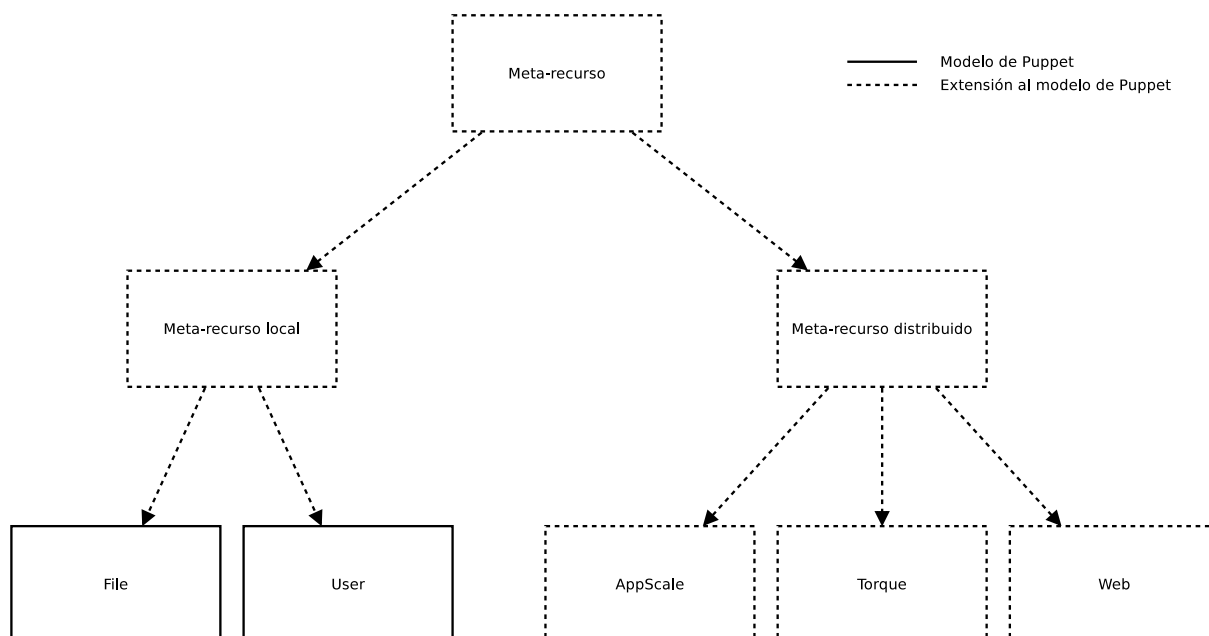 Meta-recurso
Modelo de Puppet
Extensión al modelo de Puppet
Meta-recurso local
Meta-recurso distribuido
File
User
AppScale
Torque
Web